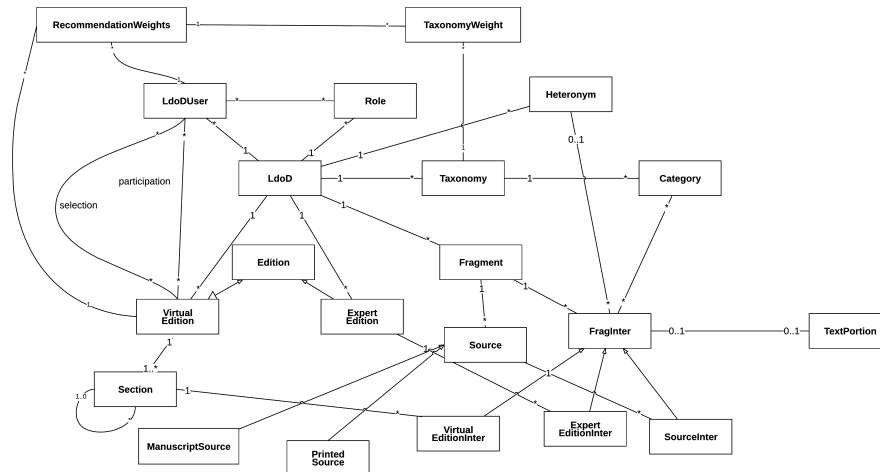 RecommendationWeights
1
*
TaxonomyWeight
*
*
*
1
LdoDUser
*
*
Role
Heteronym
*
*
*
*
*
0..1
1
1
1
1
LdoD
1
*
Taxonomy
1
*
Category
participation
selection
1
1
1
*
*
Edition
Fragment
1
1
*
*
*
*
*
*
*
1
Virtual
Edition
Expert
Edition
*
Source
FragInter
0..1
0..1
TextPortion
1
1
1
1..*
1..0
Section
1
*
*
*
*
Virtual
EditionInter
Expert
EditionInter
SourceInter
ManuscriptSource
Printed
Source